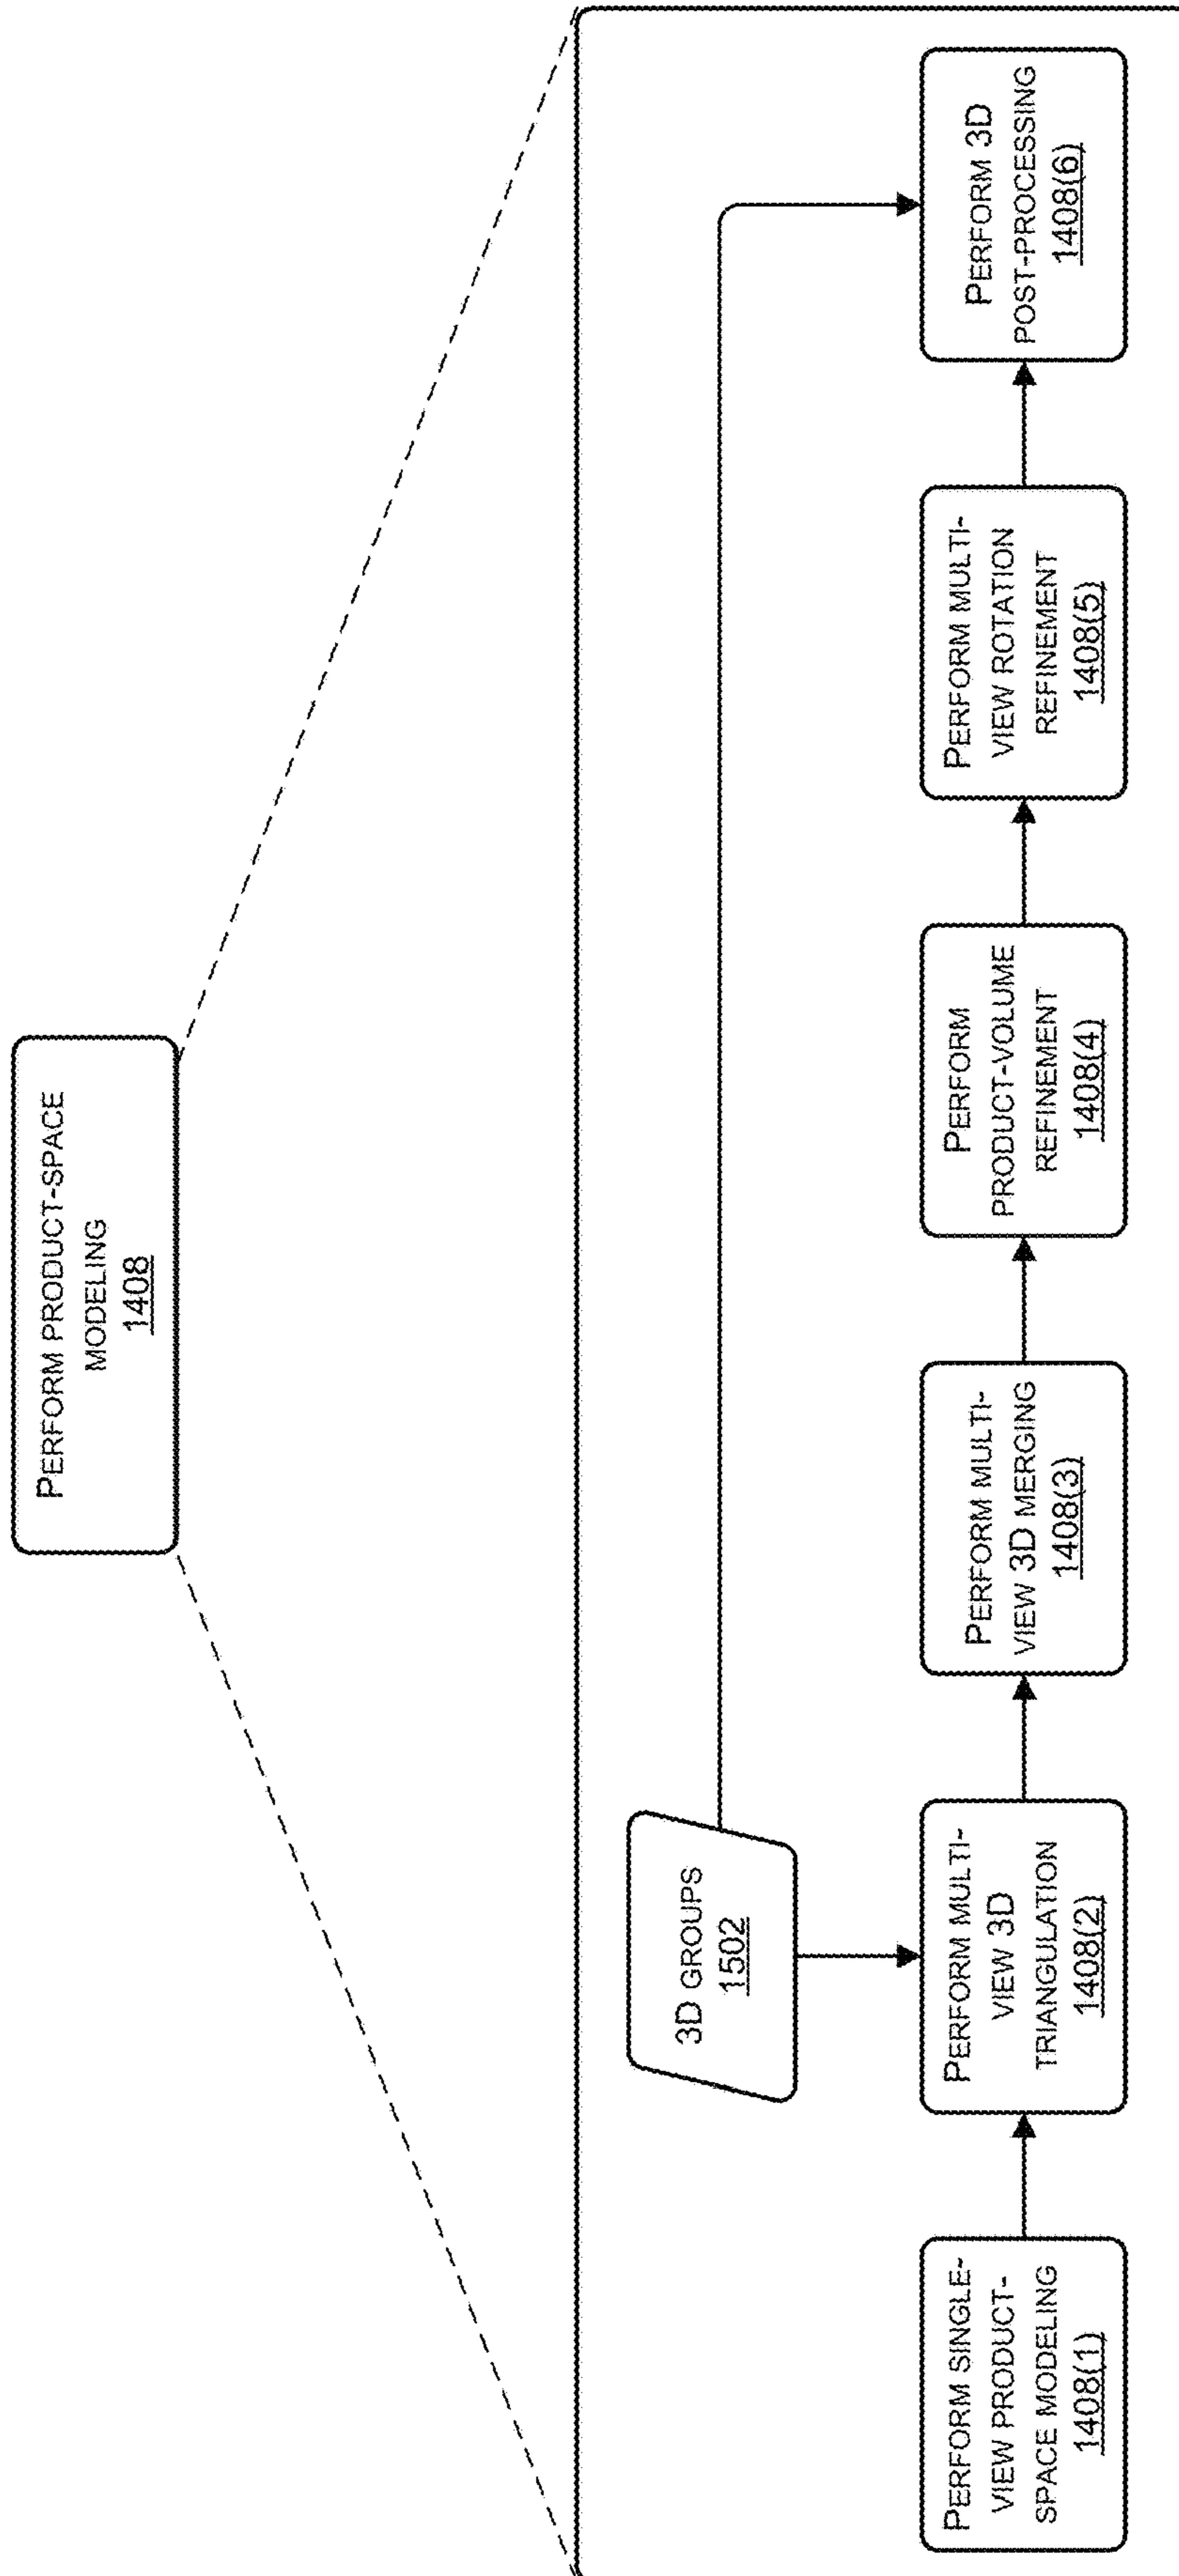 PERFORM PRODUCT-SPACE
MODELING
1408
3D GROUPS
1502
PERFORM SINGLE-
VIEW PRODUCT-
SPACE MODELING
1408(1)
PERFORM MULTI-
VIEW 3D
TRIANGULATION
1408(2)
PERFORM MULTI-
VIEW 3D MERGING
1408(3)
PERFORM
PRODUCT-VOLUME
REFINEMENT
1408(4)
PERFORM MULTI-
VIEW ROTATION
REFINEMENT
1408(5)
PERFORM 3D
POST-PROCESSING
1408(6)